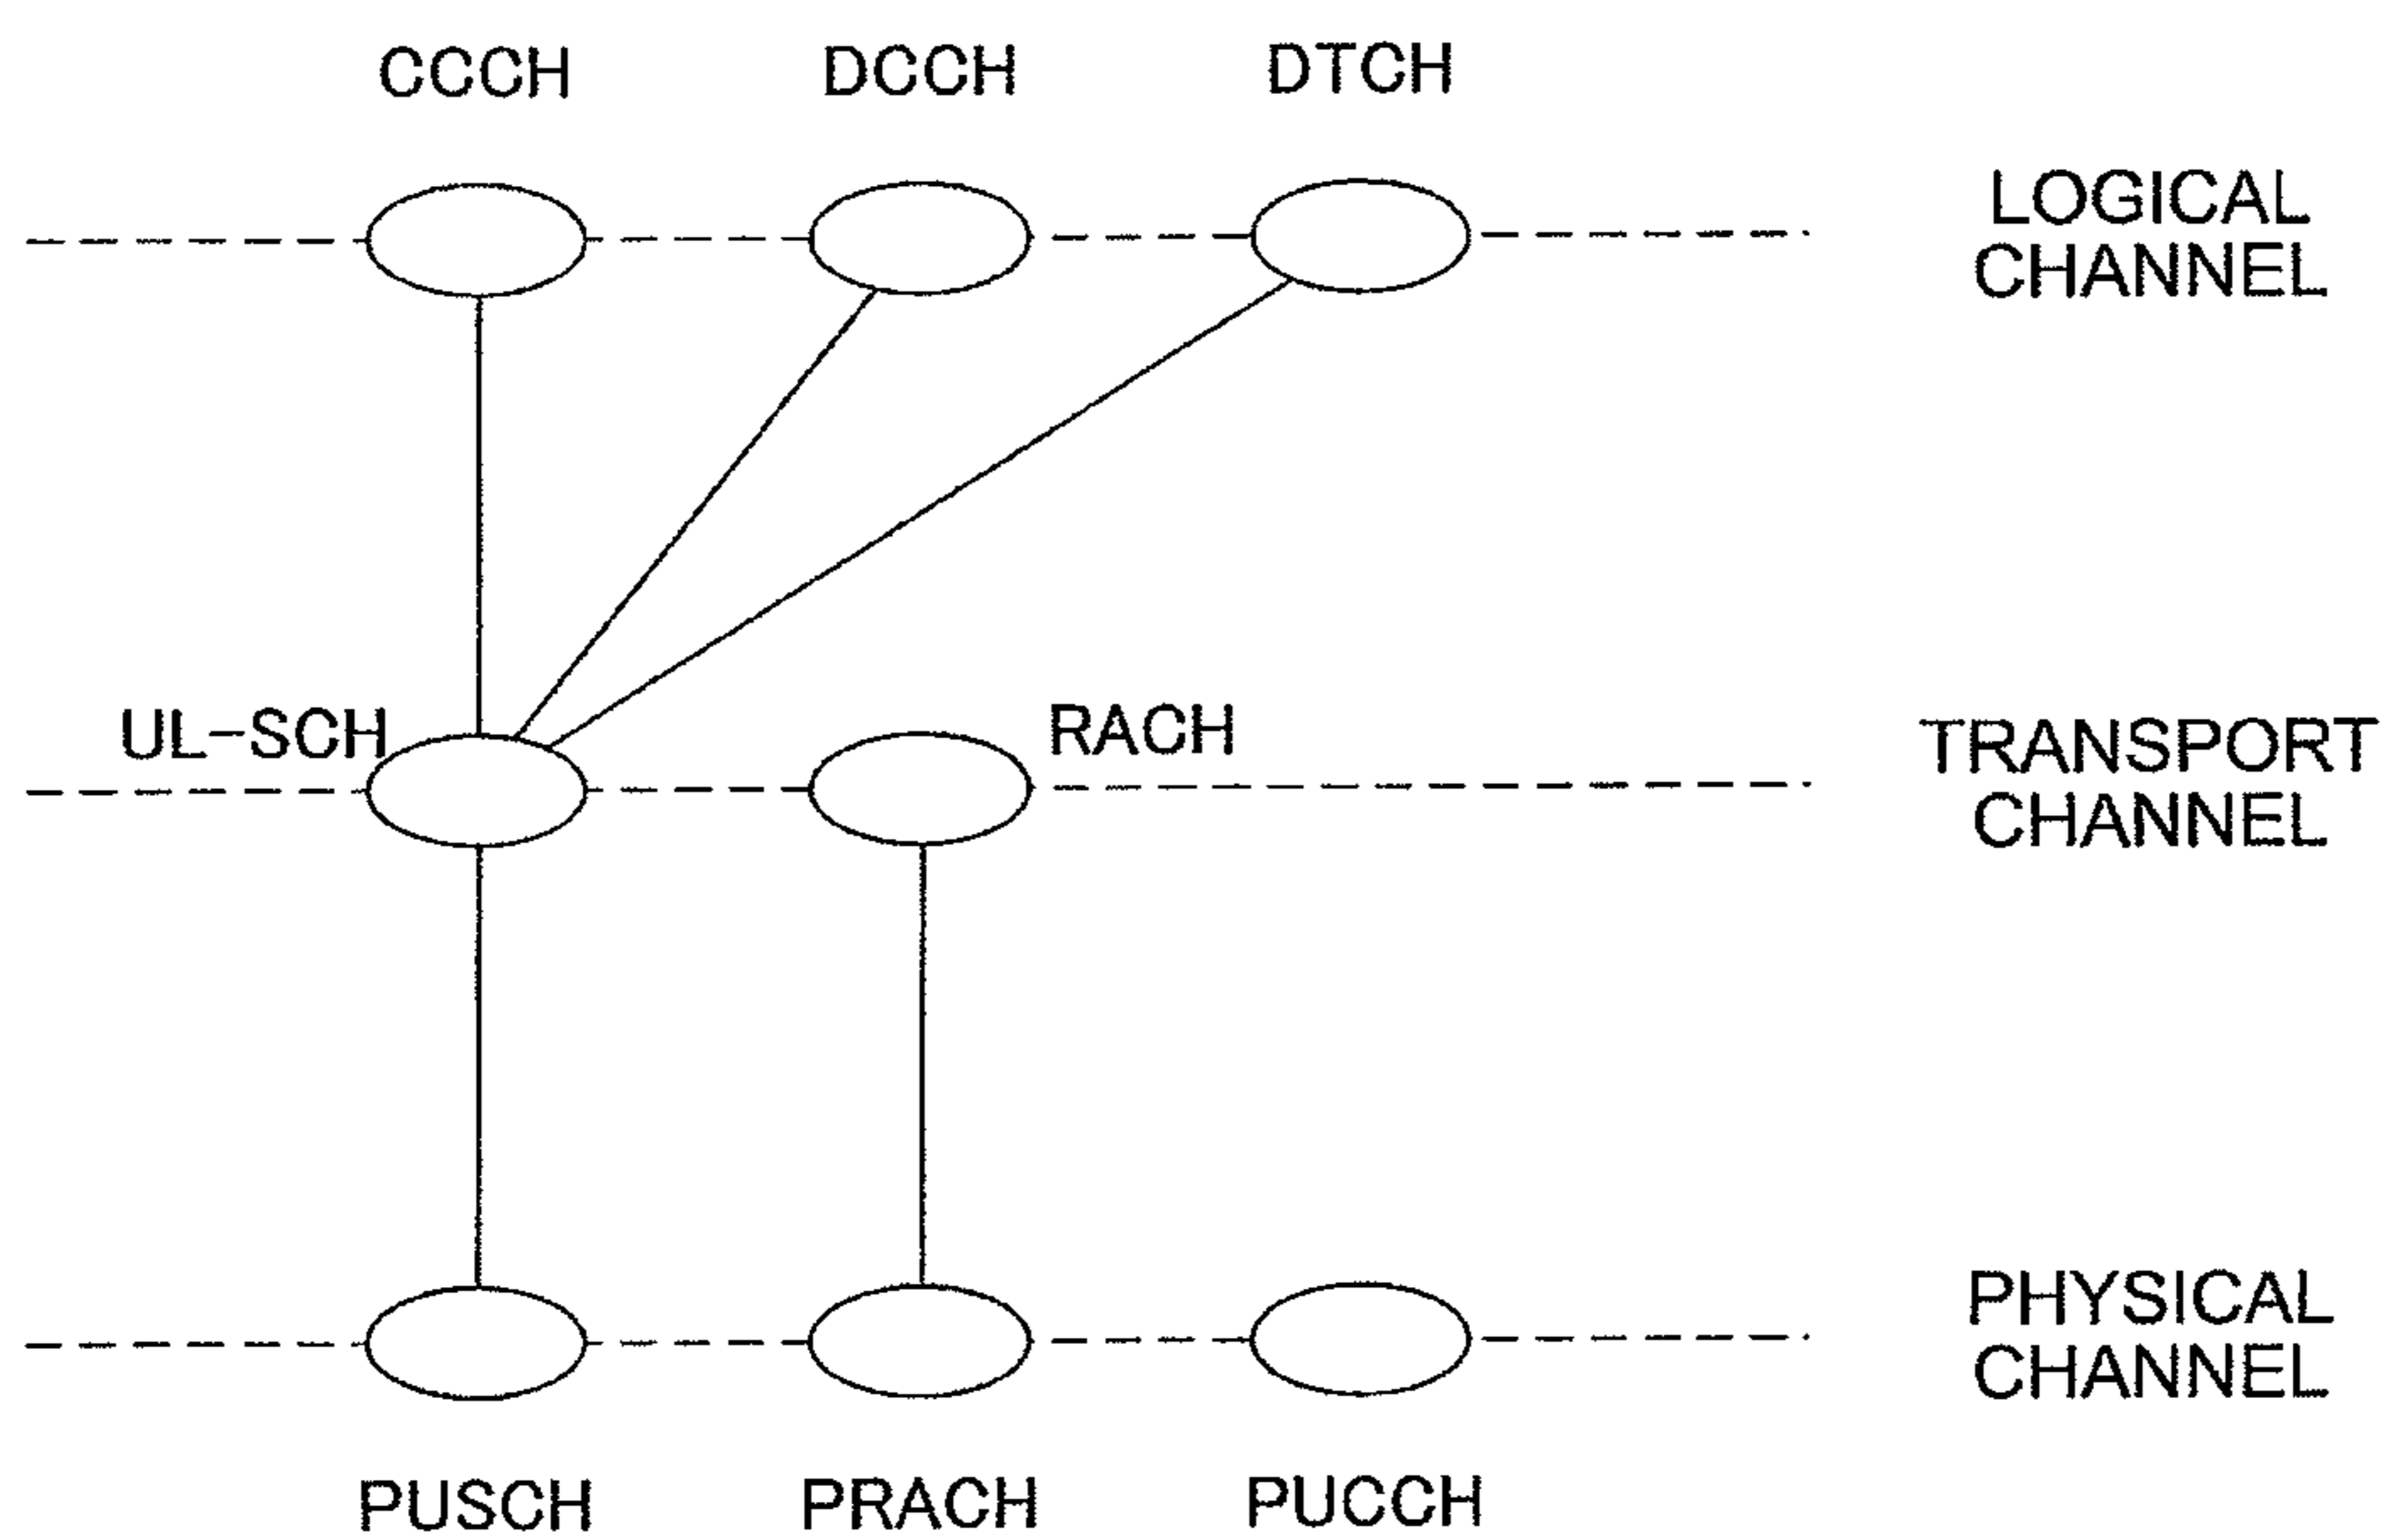 CCCH DCCH DTCH
LOGICAL
CHANNEL
UL-SCH RACH TRANSPORT
CHANNEL
PHYSICAL
CHANNEL
PUSCH PRACH PUCCH